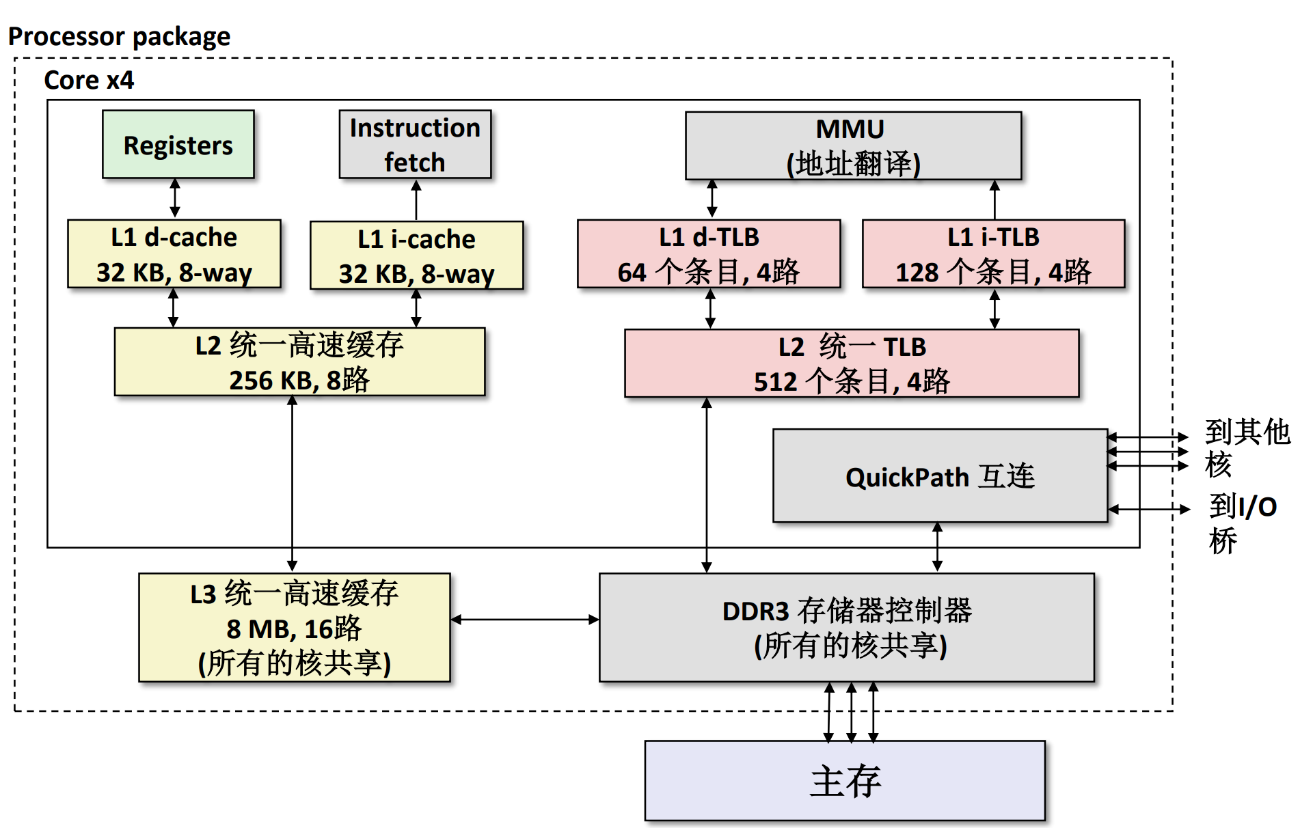 Processor package
Core x4
Registers
Instruction
fetch
MMU
(地址翻译)
L1 d-cache
32 KB, 8-way
L1 i-cache
32 KB, 8-way
L1 d-TLB
64 个条目, 4路
L1 i-TLB
128 个条目, 4路
L2 统一高速缓存
256 KB, 8路
L2 统一 TLB
512 个条目, 4路
QuickPath 互连
到其他
核
到I/O
桥
L3 统一高速缓存
8 MB, 16路
(所有的核共享)
DDR3 存储器控制器
(所有的核共享)
主存